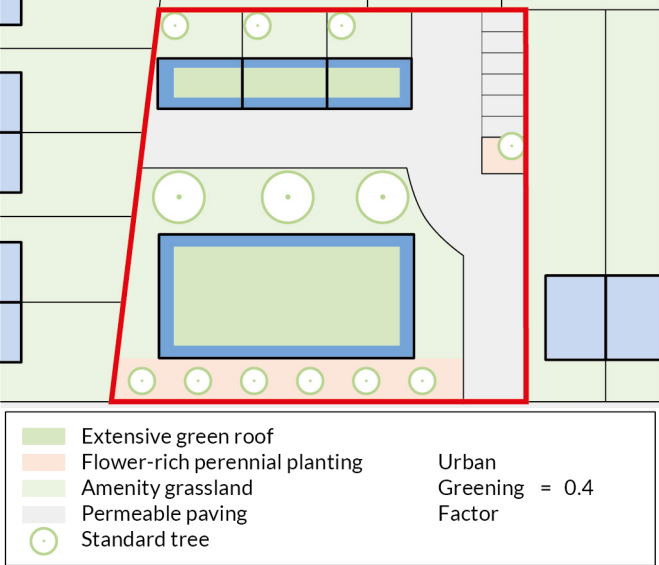 Extensive green roof
Flower-rich perennial planting
Amenity grassland
Permeable paving
Standard tree
Urban
Greening = 0.4
Factor